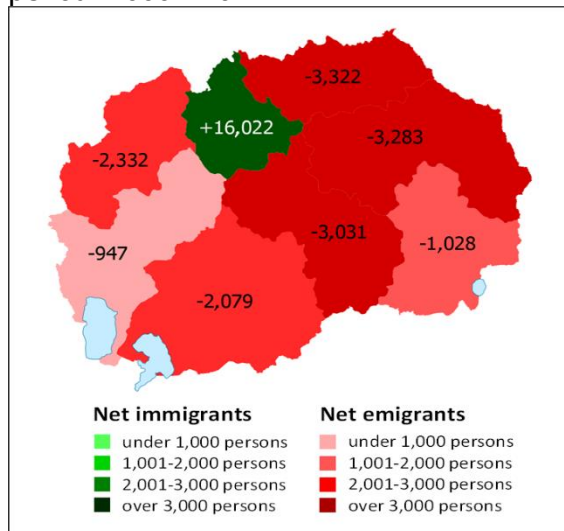 -3,322
+16,022
-3,283
-2,332
-3,031
-947
-1,028
-2,079
Net immigrants
under 1,000 persons
1,001-2,000 persons
2,001-3,000 persons
over 3,000 persons
Net emigrants
under 1,000 persons
1,001-2,000 persons
2,001-3,000 persons
over 3,000 persons